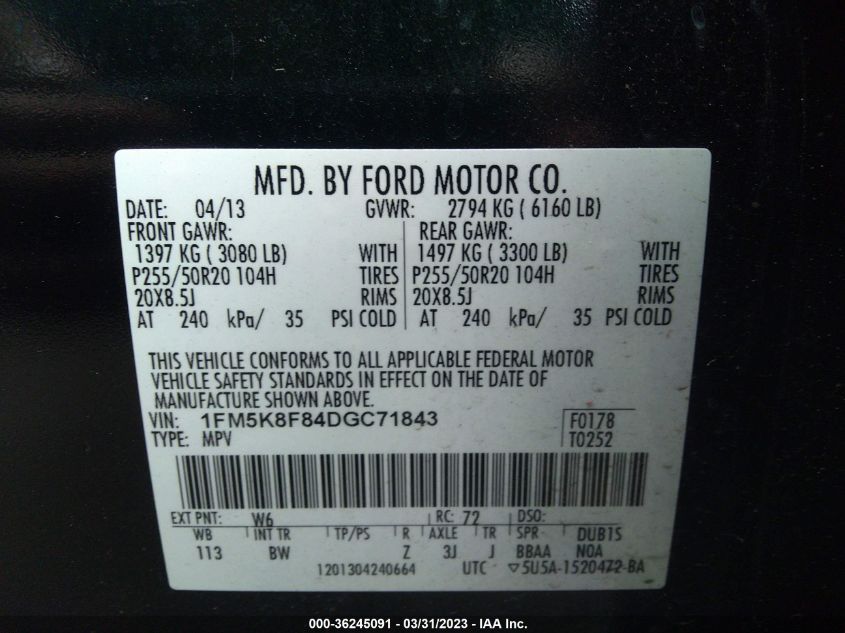 MFD. BY FORD MOTOR CO.
DATE: 04/13 GVWR: 2794 KG ( 6160 LB)
FRONT GAWR: REAR GAWR:
1397 KG ( 3080 LB) WITH 1497 KG ( 3300 LB) WITH
P255/50R20 104H TIRES P255/50R20 104H TIRES
20X8.5J RIMS 20X8.5J RIMS
AT 240 kPa/ 35 PSI COLD AT 240 kPa/ 35 PSI COLD
THIS VEHICLE CONFORMS TO ALL APPLICABLE FEDERAL MOTOR
VEHICLE SAFETY STANDARDS IN EFFECT ON THE DATE OF
MANUFACTURE SHOWN ABOVE.
VIN: 1FM5K8F84DGC71843 F0178
TYPE: MPV T0252
EXT PNT: W6 RC: 72 DSO:
WB INT TR TP/PS R AXLE TR SPR DUB1S
113 BW Z 3J J BBAA NOA
1201304240664 UTC ▽5U5A-1520472-BA
000-36245091 - 03/31/2023 - IAA Inc.